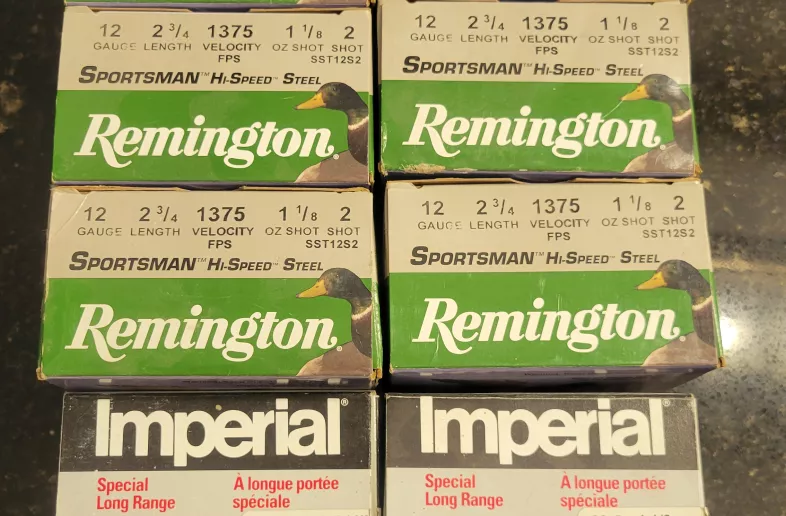 12 2 3/4 1375 1 1/8 2
GAUGE LENGTH VELOCITY OZ SHOT SHOT
FPS SST12S2
SPORTSMAN™ HI-SPEED™ STEEL
Remington®
12 2 3/4 1375 1 1/8 2
GAUGE LENGTH VELOCITY OZ SHOT SHOT
FPS SST12S2
SPORTSMAN™ HI-SPEED™ STEEL
Remington®
12 2 3/4 1375 1 1/8 2
GAUGE LENGTH VELOCITY OZ SHOT SHOT
FPS SST12S2
SPORTSMAN™ HI-SPEED™ STEEL
Remington®
12 2 3/4 1375 1 1/8 2
GAUGE LENGTH VELOCITY OZ SHOT SHOT
FPS SST12S2
SPORTSMAN™ HI-SPEED™ STEEL
Remington®
Imperial®
Special À longue portée
Long Range spéciale
Imperial®
Special À longue portée
Long Range spéciale